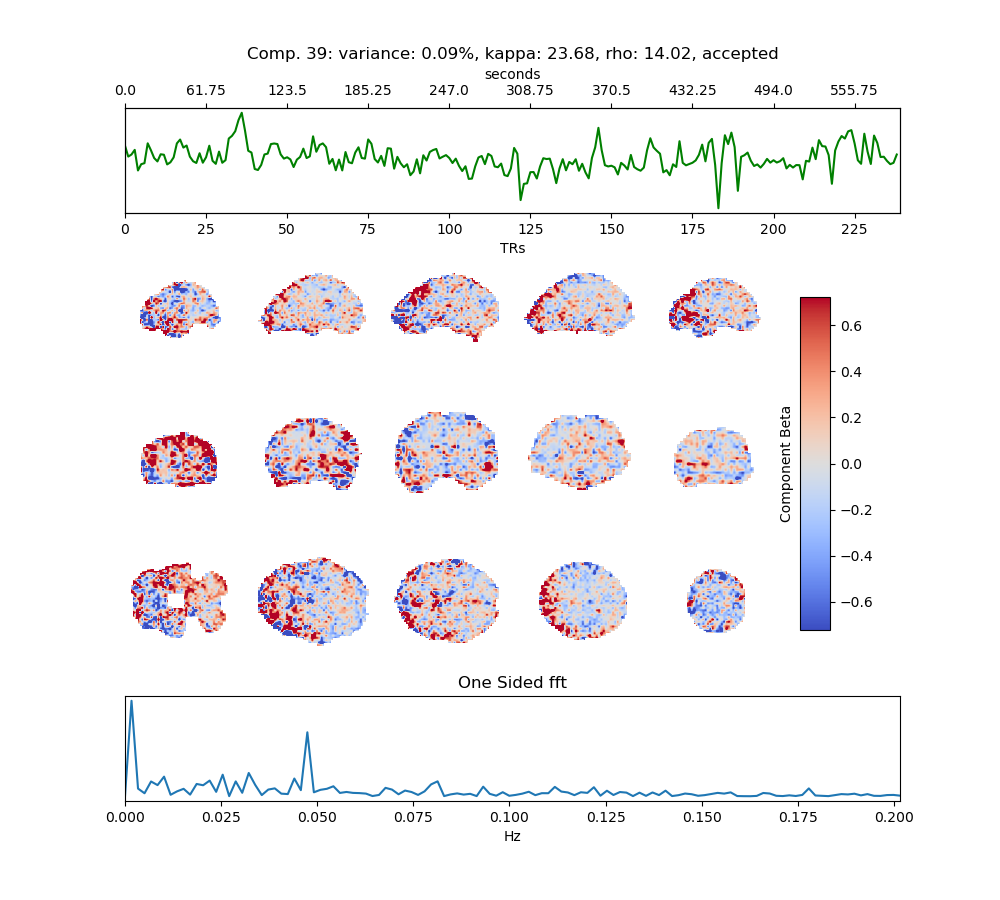 Comp. 39: variance: 0.09%, kappa: 23.68, rho: 14.02, accepted
seconds
0.0 61.75 123.5 185.25 247.0 308.75 370.5 432.25 494.0 555.75
0 25 50 75 100 125 150 175 200 225
TRs
0.6
0.4
0.2
0.0
−0.2
−0.4
−0.6
Component Beta
One Sided fft
0.000 0.025 0.050 0.075 0.100 0.125 0.150 0.175 0.200
Hz